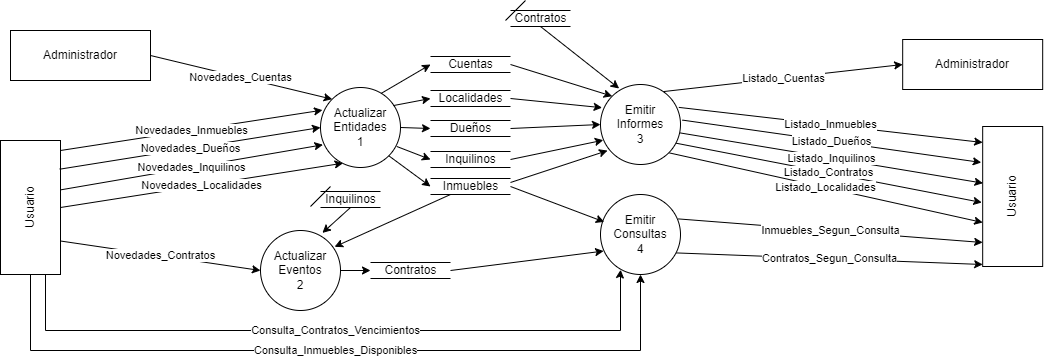 Contratos
Administrador
Novedades_Cuentas
Cuentas
Listado_Cuentas
Administrador
Actualizar
Entidades
1
Localidades
Emitir
Informes
3
Novedades_Inmuebles
Dueños
Listado_Inmuebles
Novedades_Dueños
Listado_Dueños
Novedades_Inquilinos
Inquilinos
Listado_Inquilinos
Listado_Contratos
Novedades_Localidades
Inmuebles
Listado_Localidades
Usuario
Usuario
Inquilinos
Emitir
Consultas
4
Inmuebles_Segun_Consulta
Novedades_Contratos
Actualizar
Eventos
2
Contratos
Contratos_Segun_Consulta
Consulta_Contratos_Vencimientos
Consulta_Inmuebles_Disponibles